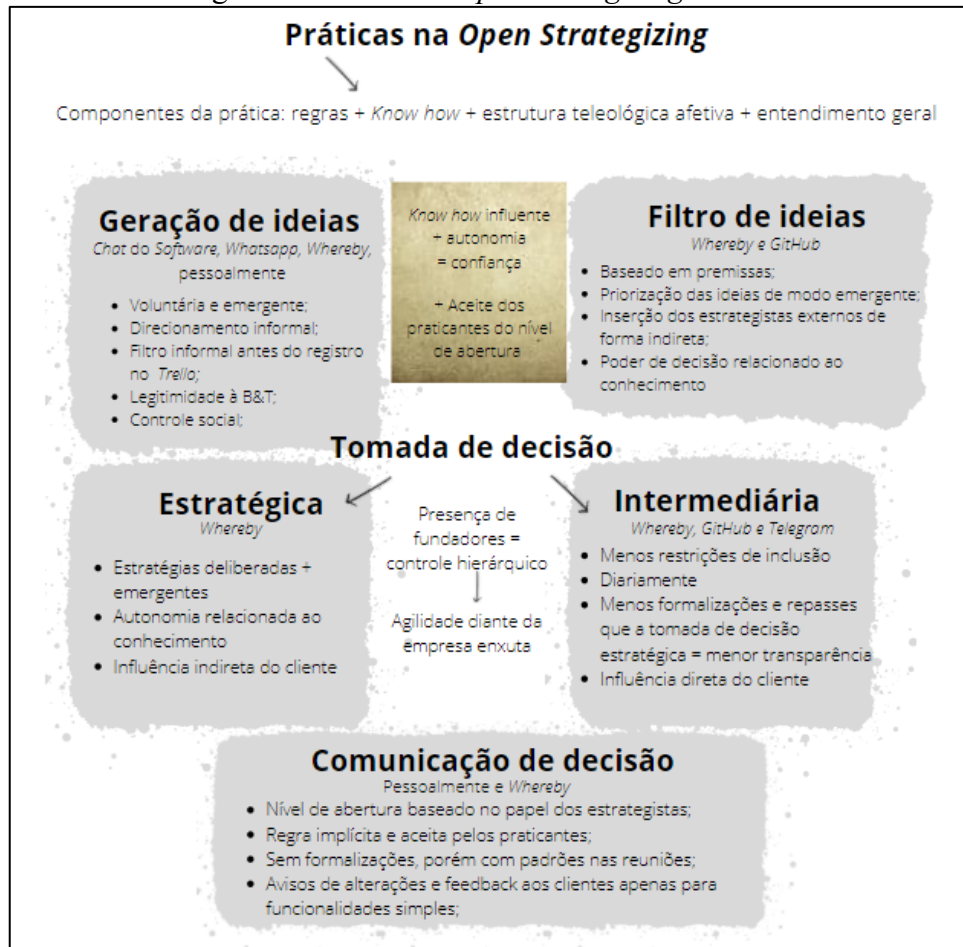 Práticas na Open Strategizing
Componentes da prática: regras + Know how + estrutura teleológica afetiva + entendimento geral
Geração de ideias
Chat do Software, Whatsapp, Whereby,
pessoalmente
• Voluntária e emergente;
• Direcionamento informal;
• Filtro informal antes do registro
no Trello;
• Legitimidade à B&T;
• Controle social;
Know how influente
+ autonomia
= confiança
+ Aceite dos
praticantes do nível
de abertura
Filtro de ideias
Whereby e GitHub
• Baseado em premissas;
• Priorização das ideias de modo emergente;
• Inserção dos estrategistas externos de
forma indireta;
• Poder de decisão relacionado ao
conhecimento
Tomada de decisão
Estratégica
Whereby
• Estratégias deliberadas +
emergentes
• Autonomia relacionada ao
conhecimento
• Influência indireta do cliente
Presença de
fundadores =
controle hierárquico
Agilidade diante da
empresa enxuta
Intermediária
Whereby, GitHub e Telegram
• Menos restrições de inclusão
• Diariamente
• Menos formalizações e repasses
que a tomada de decisão
estratégica = menor transparência
• Influência direta do cliente
Comunicação de decisão
Pessoalmente e Whereby
• Nível de abertura baseado no papel dos estrategistas;
• Regra implícita e aceita pelos praticantes;
• Sem formalizações, porém com padrões nas reuniões;
• Avisos de alterações e feedback aos clientes apenas para
funcionalidades simples;